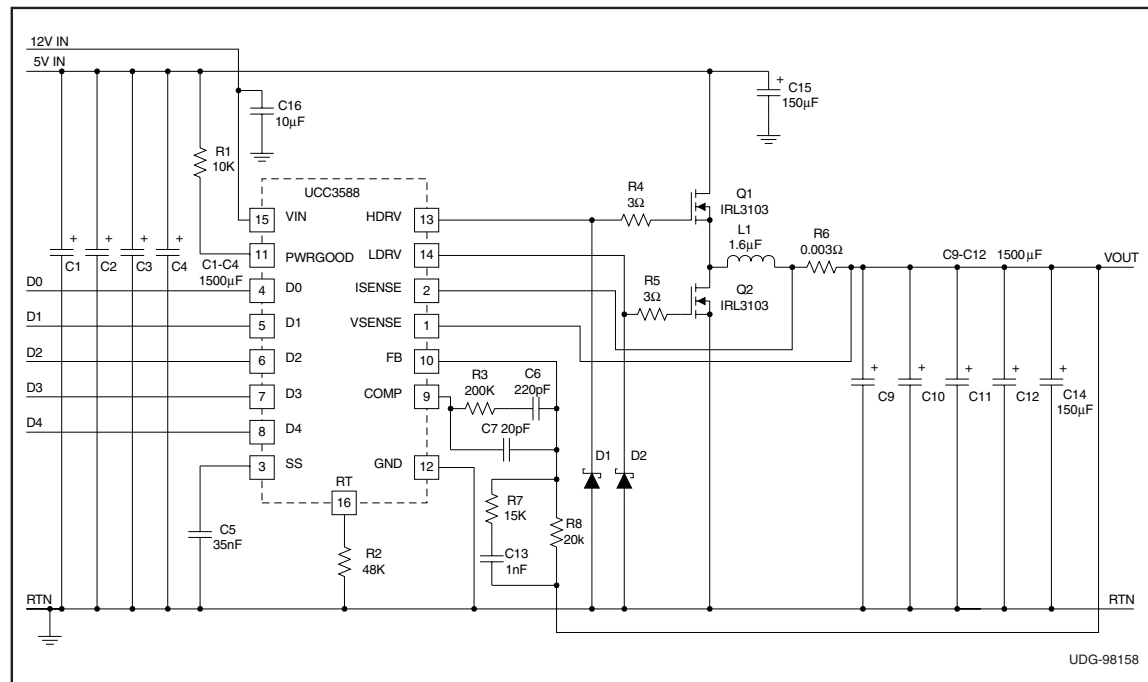 12V IN
5V IN
C16
10µF
C15
150µF
R1
10K
UCC3588
15 VIN
11 PWRGOOD
4 D0
5 D1
6 D2
7 D3
8 D4
3 SS
HDRV 13
LDRV 14
ISENSE 2
VSENSE 1
FB 10
COMP 9
GND 12
RT
16
C1
C2
C3
C4
C1-C4
1500µF
D0
D1
D2
D3
D4
R4
3Ω
Q1
IRL3103
L1
1.6µF
R6
0.003Ω
R5
3Ω
Q2
IRL3103
C9-C12 1500µF
VOUT
R3
200K
C6
220pF
C7 20pF
D1
D2
R7
15K
R8
20k
C13
1nF
C5
35nF
R2
48K
C9
C10
C11
C12
C14
150µF
RTN
RTN
UDG-98158